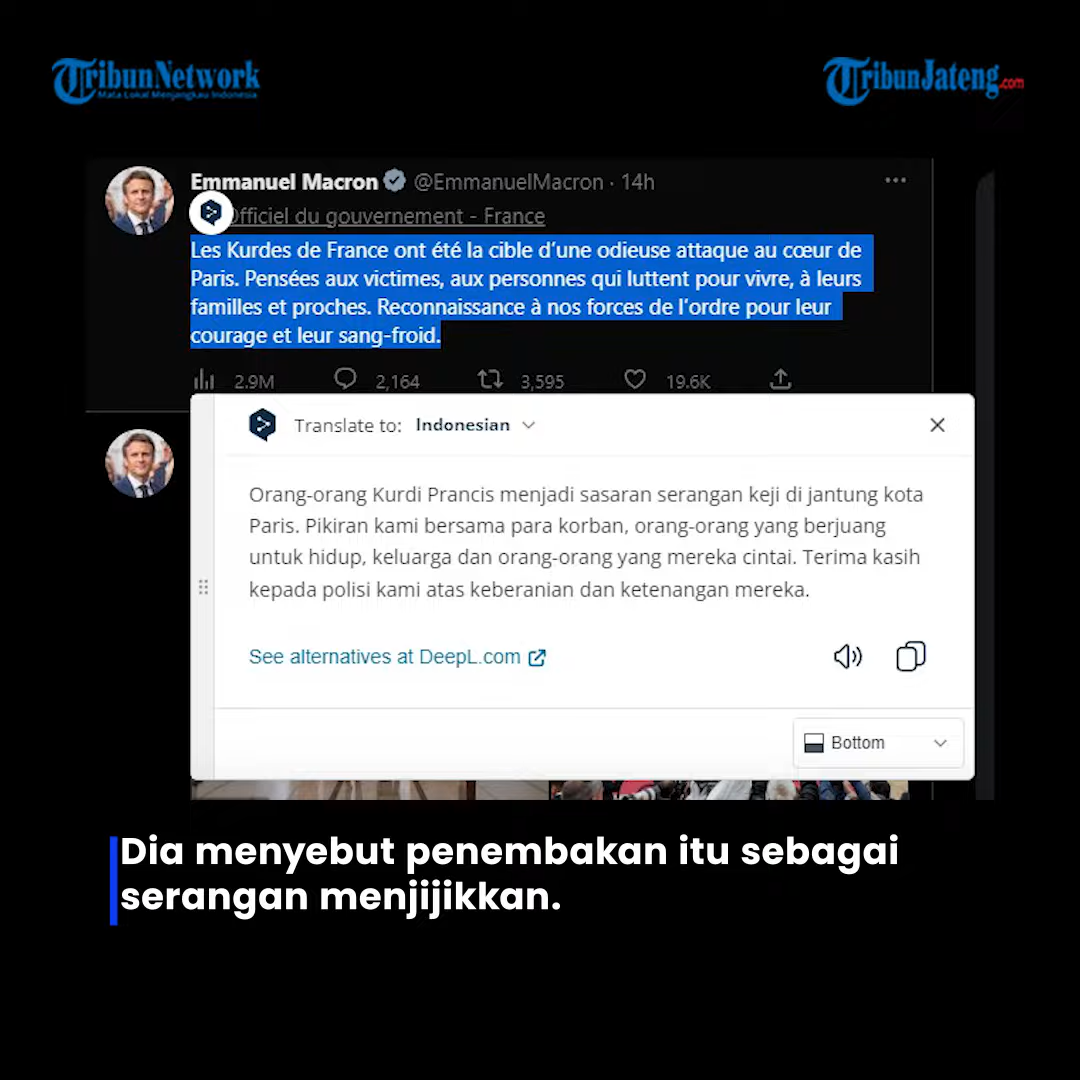 TribunNetwork
Mata Lokal Menjangkau Indonesia
TribunJateng.com
Emmanuel Macron @EmmanuelMacron · 14h
Officiel du gouvernement - France
Les Kurdes de France ont été la cible d’une odieuse attaque au cœur de
Paris. Pensées aux victimes, aux personnes qui luttent pour vivre, à leurs
familles et proches. Reconnaissance à nos forces de l’ordre pour leur
courage et leur sang-froid.
2.9M 2,164 3,595 19.6K
Translate to: Indonesian
Orang-orang Kurdi Prancis menjadi sasaran serangan keji di jantung kota
Paris. Pikiran kami bersama para korban, orang-orang yang berjuang
untuk hidup, keluarga dan orang-orang yang mereka cintai. Terima kasih
kepada polisi kami atas keberanian dan ketenangan mereka.
See alternatives at DeepL.com
Bottom
Dia menyebut penembakan itu sebagai
serangan menjijikkan.